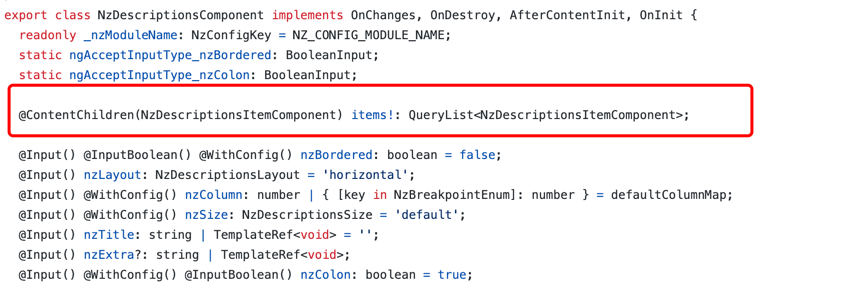 export class NzDescriptionsComponent implements OnChanges, OnDestroy, AfterContentInit, OnInit {
readonly _nzModuleName: NzConfigKey = NZ_CONFIG_MODULE_NAME;
static ngAcceptInputType_nzBordered: BooleanInput;
static ngAcceptInputType_nzColon: BooleanInput;
@ContentChildren(NzDescriptionsItemComponent) items!: QueryList<NzDescriptionsItemComponent>;
@Input() @InputBoolean() @WithConfig() nzBordered: boolean = false;
@Input() nzLayout: NzDescriptionsLayout = 'horizontal';
@Input() @WithConfig() nzColumn: number | { [key in NzBreakpointEnum]: number } = defaultColumnMap;
@Input() @WithConfig() nzSize: NzDescriptionsSize = 'default';
@Input() nzTitle: string | TemplateRef<void> = '';
@Input() nzExtra?: string | TemplateRef<void>;
@Input() @WithConfig() @InputBoolean() nzColon: boolean = true;